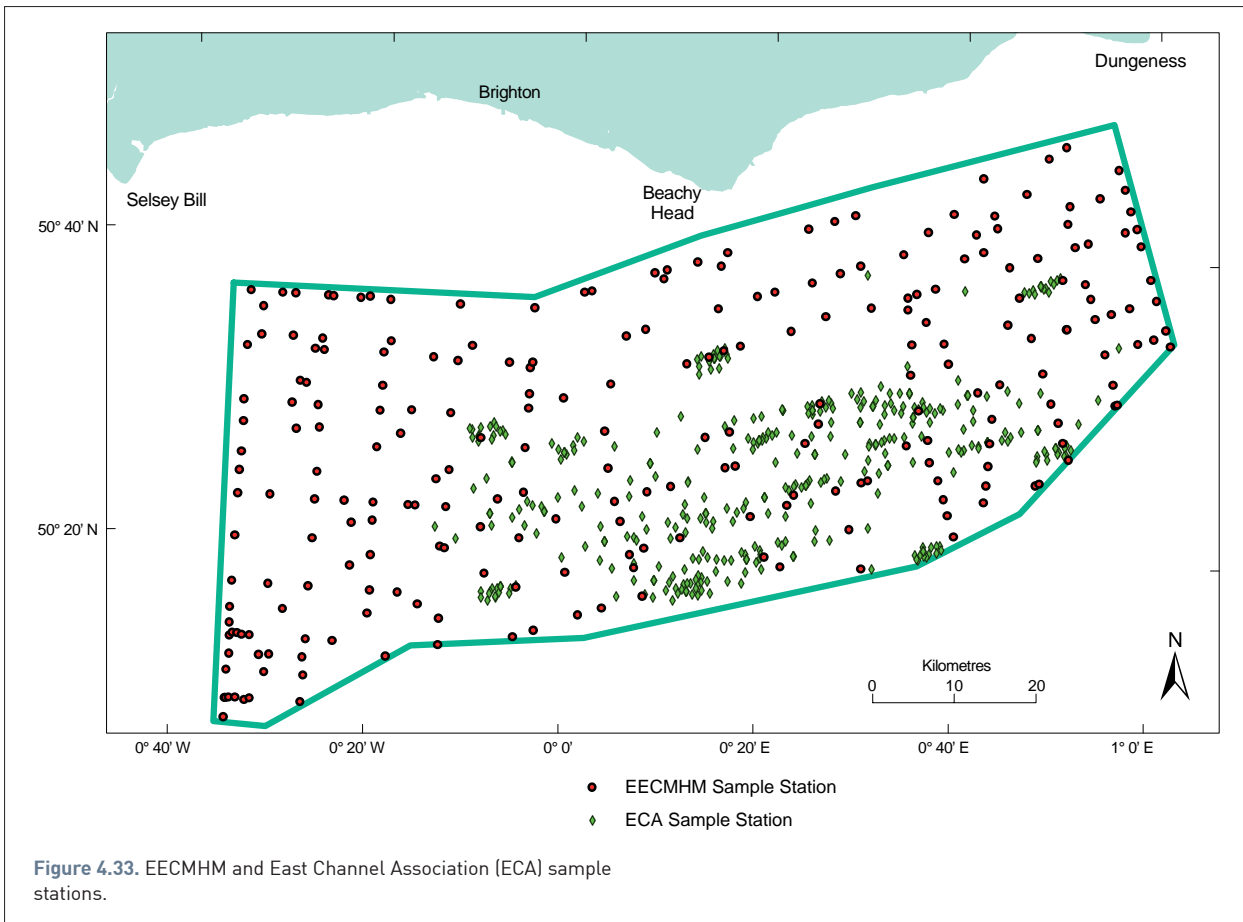 Dungeness
Brighton
Selsey Bill
Beachy
Head
50° 40' N
50° 20' N
N
Kilometres
0 10 20
0° 40' W 0° 20' W 0° 0' 0° 20' E 0° 40' E 1° 0' E
EECMHM Sample Station
ECA Sample Station
Figure 4.33. EECMHM and East Channel Association (ECA) sample
stations.